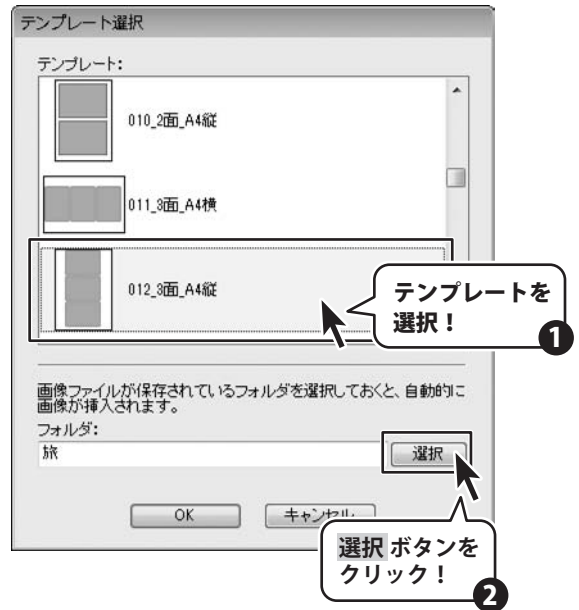 テンプレート選択
テンプレート:
010_2面_A4縦
011_3面_A4横
012_3面_A4縦
テンプレートを
選択！
1
画像ファイルが保存されているフォルダを選択しておくと、自動的に
画像が挿入されます。
フォルダ:
旅
選択
OK
キャンセル
選択 ボタンを
クリック！
2